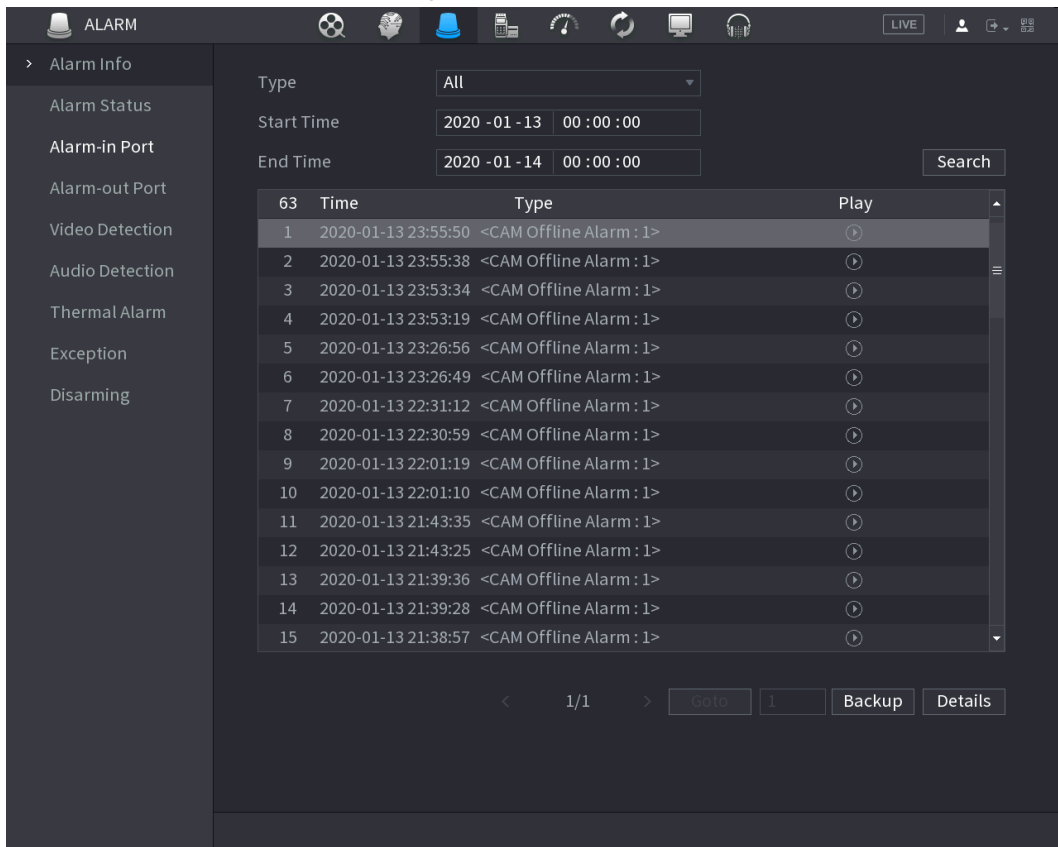 ALARM LIVE
Alarm Info
Alarm Status
Alarm-in Port
Alarm-out Port
Video Detection
Audio Detection
Thermal Alarm
Exception
Disarming
Type All
Start Time 2020 -01 -13 00 :00 :00
End Time 2020 -01 -14 00 :00 :00 Search
63 Time Type Play
1 2020-01-13 23:55:50 <CAM Offline Alarm : 1>
2 2020-01-13 23:55:38 <CAM Offline Alarm : 1>
3 2020-01-13 23:53:34 <CAM Offline Alarm : 1>
4 2020-01-13 23:53:19 <CAM Offline Alarm : 1>
5 2020-01-13 23:26:56 <CAM Offline Alarm : 1>
6 2020-01-13 23:26:49 <CAM Offline Alarm : 1>
7 2020-01-13 22:31:12 <CAM Offline Alarm : 1>
8 2020-01-13 22:30:59 <CAM Offline Alarm : 1>
9 2020-01-13 22:01:19 <CAM Offline Alarm : 1>
10 2020-01-13 22:01:10 <CAM Offline Alarm : 1>
11 2020-01-13 21:43:35 <CAM Offline Alarm : 1>
12 2020-01-13 21:43:25 <CAM Offline Alarm : 1>
13 2020-01-13 21:39:36 <CAM Offline Alarm : 1>
14 2020-01-13 21:39:28 <CAM Offline Alarm : 1>
15 2020-01-13 21:38:57 <CAM Offline Alarm : 1>
< 1/1 > Goto 1 Backup Details